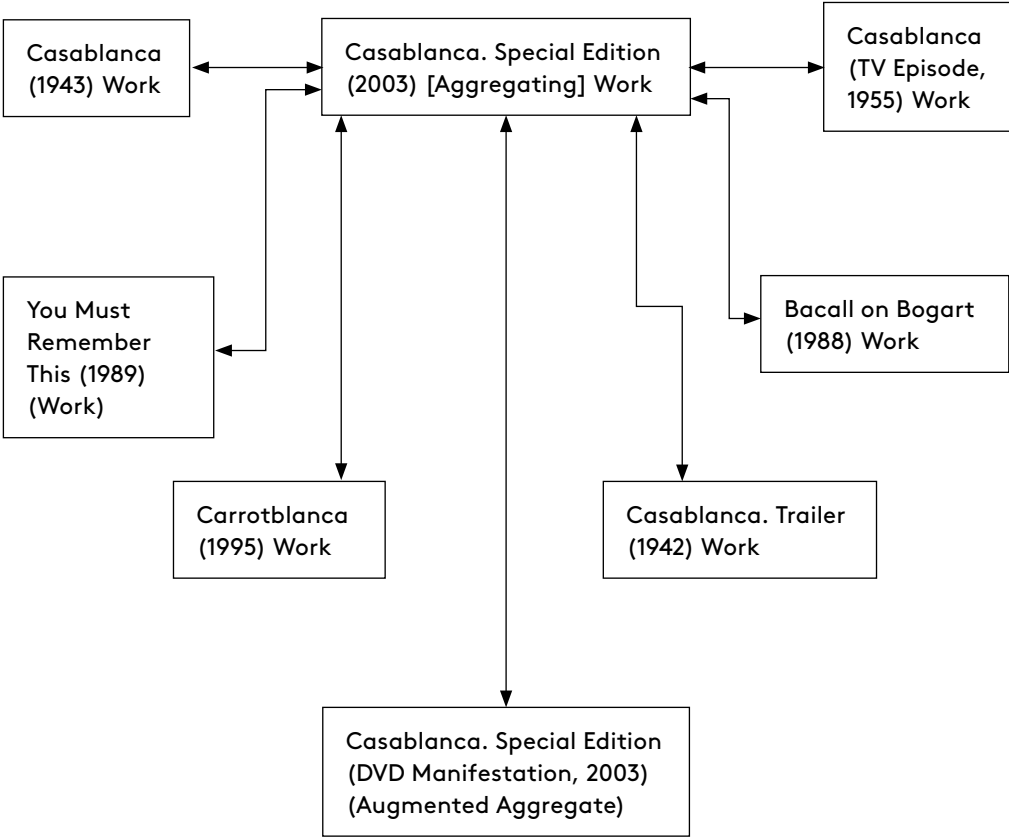 Casablanca
(1943) Work
Casablanca. Special Edition
(2003) [Aggregating] Work
Casablanca
(TV Episode,
1955) Work
You Must
Remember
This (1989)
(Work)
Bacall on Bogart
(1988) Work
Carrotblanca
(1995) Work
Casablanca. Trailer
(1942) Work
Casablanca. Special Edition
(DVD Manifestation, 2003)
(Augmented Aggregate)